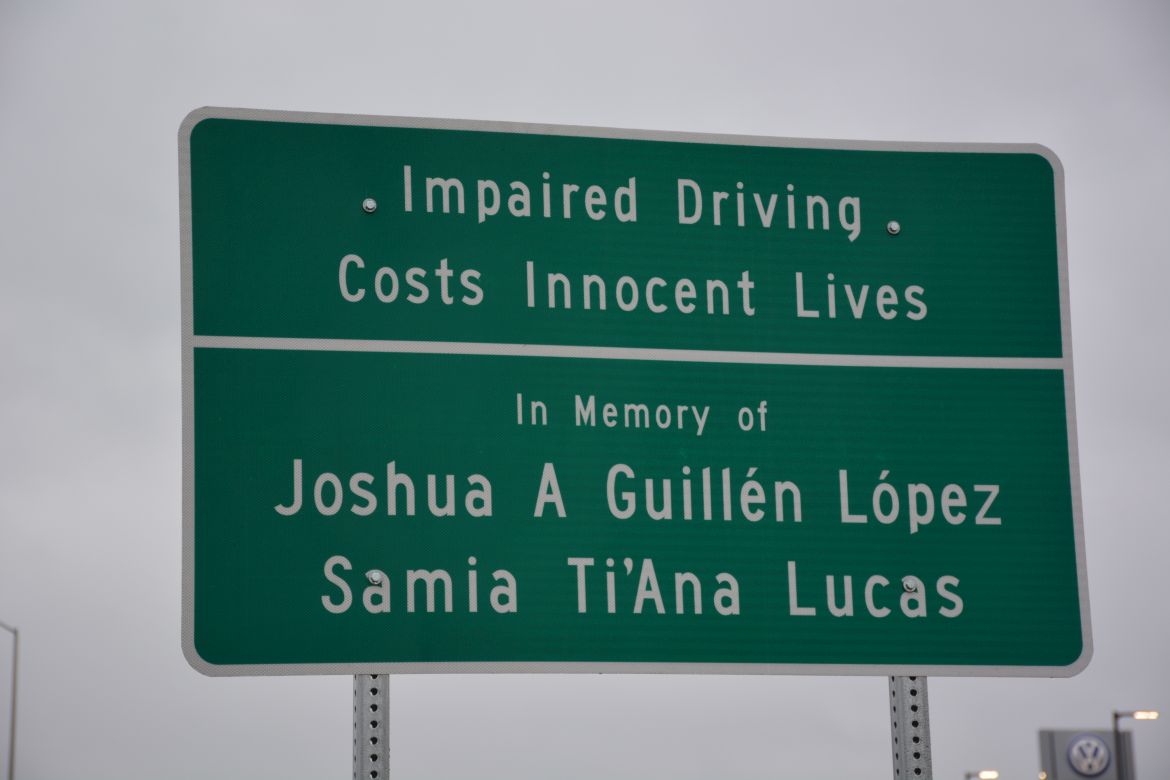 Impaired Driving
Costs Innocent Lives
In Memory of
Joshua A Guillén López
Samia Ti'Ana Lucas